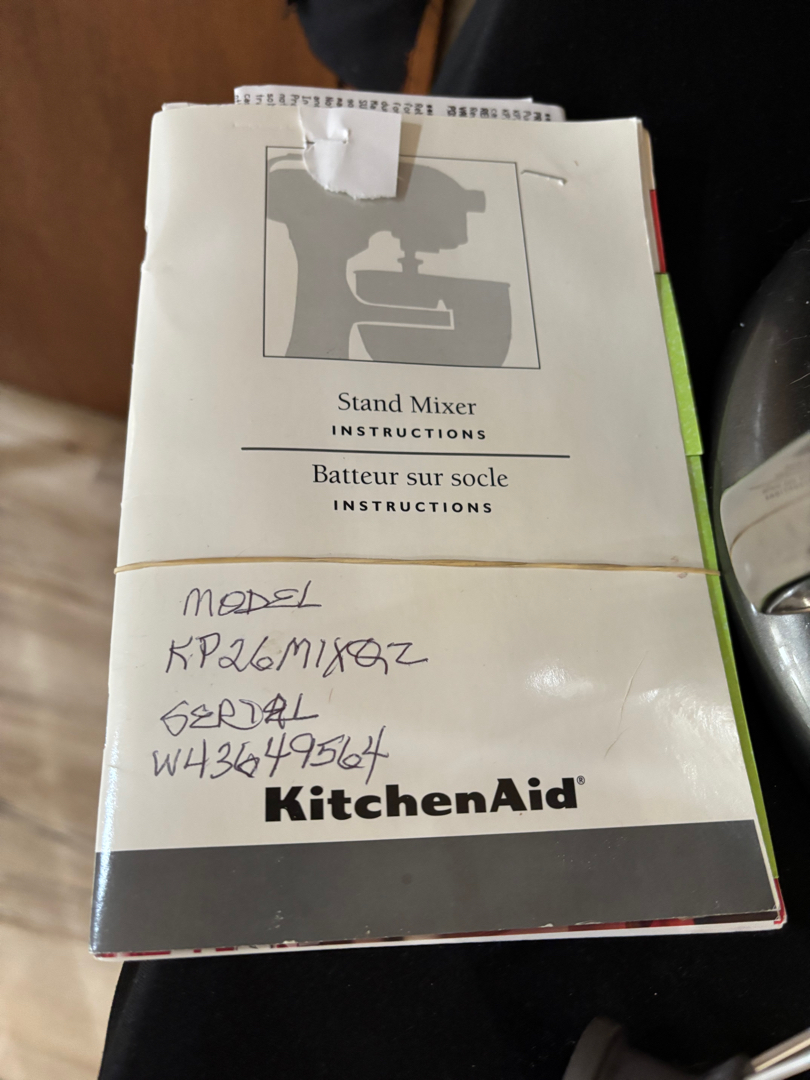 Stand Mixer
INSTRUCTIONS
Batteur sur socle
INSTRUCTIONS
MODEL
KP26M1XQZ
SERIAL
W43649564
KitchenAid®